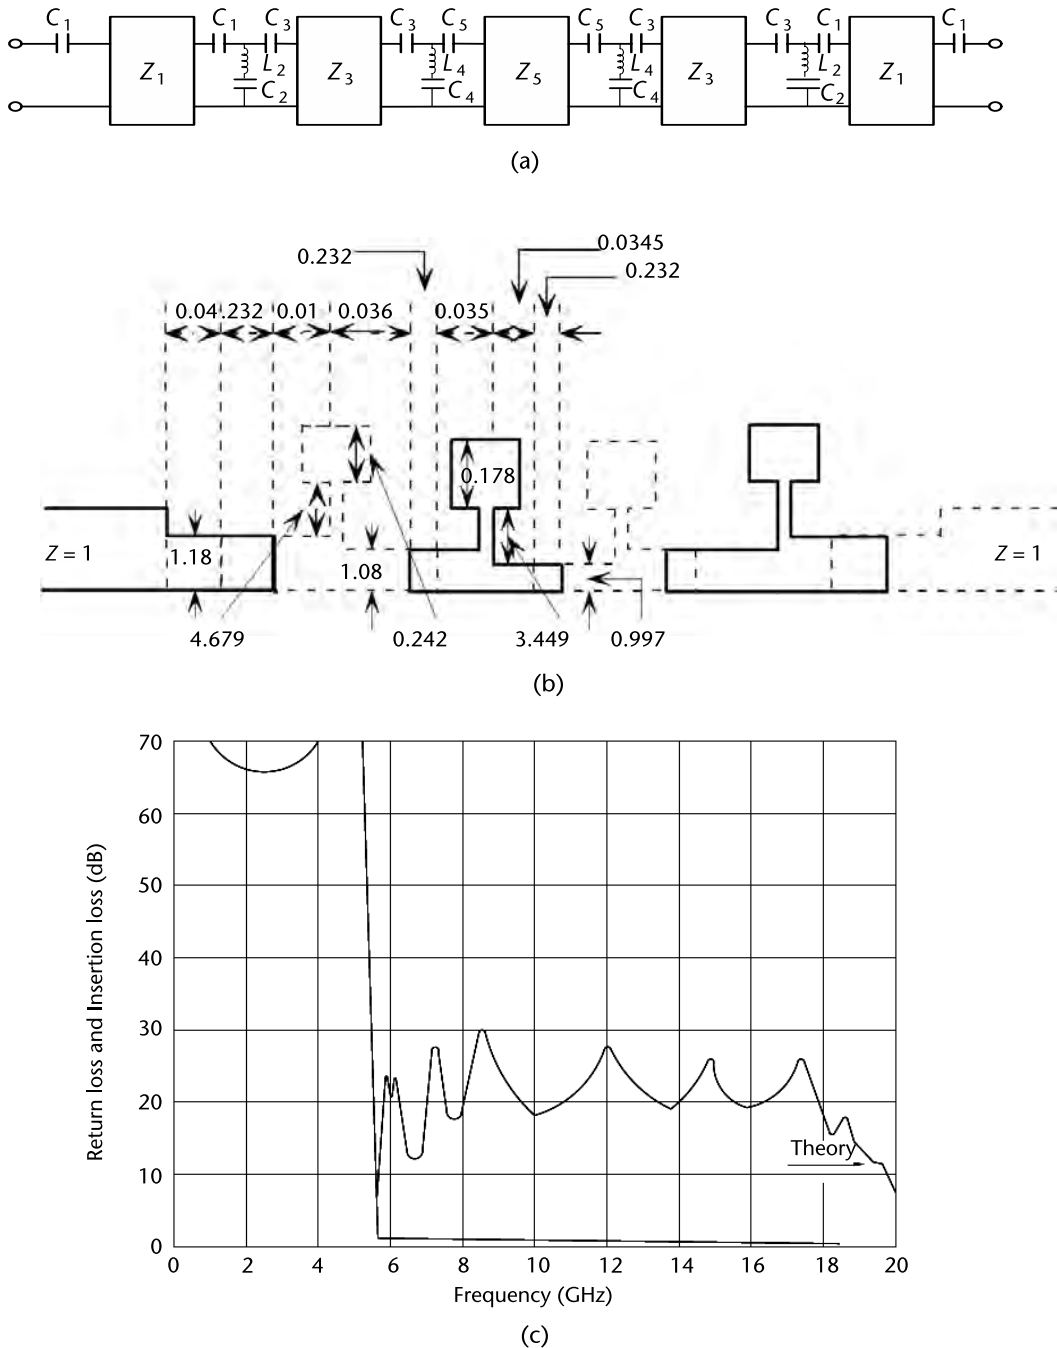 C1 C1 C3 C3 C5 C5 C3 C3 C1 C1
Z1 L2 Z3 L4 Z5 L4 Z3 L2 Z1
C2 C4 C4 C2
(a)
0.232 0.0345
0.232
0.04 .232 0.01 0.036 0.035
0.178
Z = 1 1.18 1.08 Z = 1
4.679 0.242 3.449 0.997
(b)
Return loss and Insertion loss (dB)
70
60
50
40
30
20
Theory
10
0
0 2 4 6 8 10 12 14 16 18 20
Frequency (GHz)
(c)